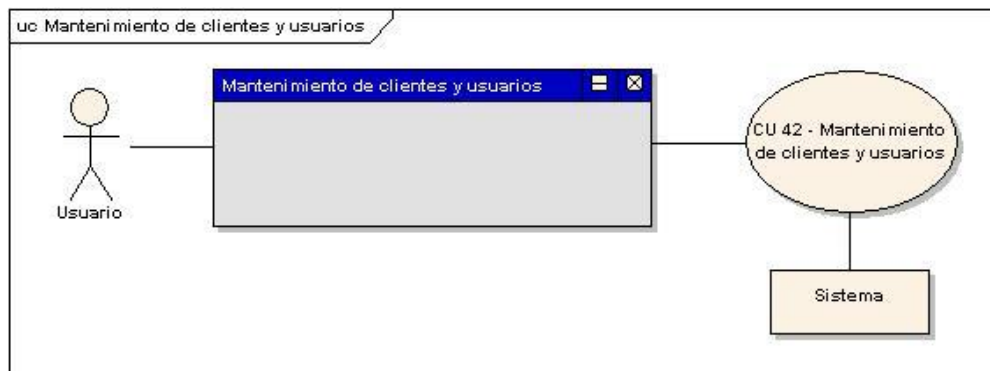 uc Mantenimiento de clientes y usuarios
Mantenimiento de clientes y usuarios
CU 42 - Mantenimiento
de clientes y usuarios
Usuario
Sistema